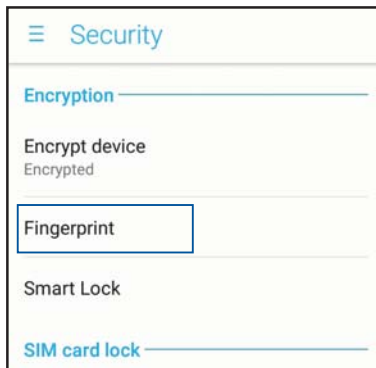 Security
Encryption
Encrypt device
Encrypted
Fingerprint
Smart Lock
SIM card lock